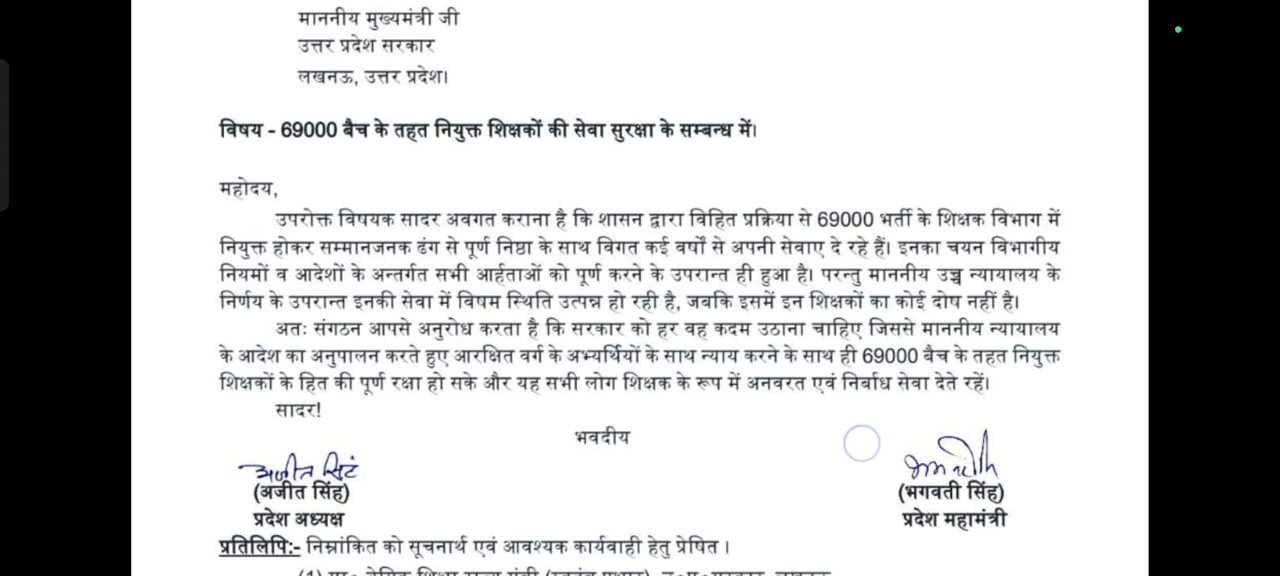 माननीय मुख्यमंत्री जी
उत्तर प्रदेश सरकार
लखनऊ, उत्तर प्रदेश।
विषय - 69000 बैच के तहत नियुक्त शिक्षकों की सेवा सुरक्षा के सम्बन्ध में।
महोदय,
उपरोक्त विषयक सादर अवगत कराना है कि शासन द्वारा विहित प्रक्रिया से 69000 भर्ती के शिक्षक विभाग में
नियुक्त होकर सम्मानजनक ढंग से पूर्ण निष्ठा के साथ विगत कई वर्षों से अपनी सेवाए दे रहे हैं। इनका चयन विभागीय
नियमों व आदेशों के अन्तर्गत सभी आर्हताओं को पूर्ण करने के उपरान्त ही हुआ है। परन्तु माननीय उच्च न्यायालय के
निर्णय के उपरान्त इनकी सेवा में विषम स्थिति उत्पन्न हो रही है, जबकि इसमें इन शिक्षकों का कोई दोष नहीं है।
अतः संगठन आपसे अनुरोध करता है कि सरकार को हर वह कदम उठाना चाहिए जिससे माननीय न्यायालय
के आदेश का अनुपालन करते हुए आरक्षित वर्ग के अभ्यर्थियों के साथ न्याय करने के साथ ही 69000 बैच के तहत नियुक्त
शिक्षकों के हित की पूर्ण रक्षा हो सके और यह सभी लोग शिक्षक के रूप में अनवरत एवं निर्बाध सेवा देते रहें।
सादर!
भवदीय
अजीत सिंह
(अजीत सिंह) (भगवती सिंह)
प्रदेश अध्यक्ष प्रदेश महामंत्री
प्रतिलिपिः- निम्नांकित को सूचनार्थ एवं आवश्यक कार्यवाही हेतु प्रेषित।